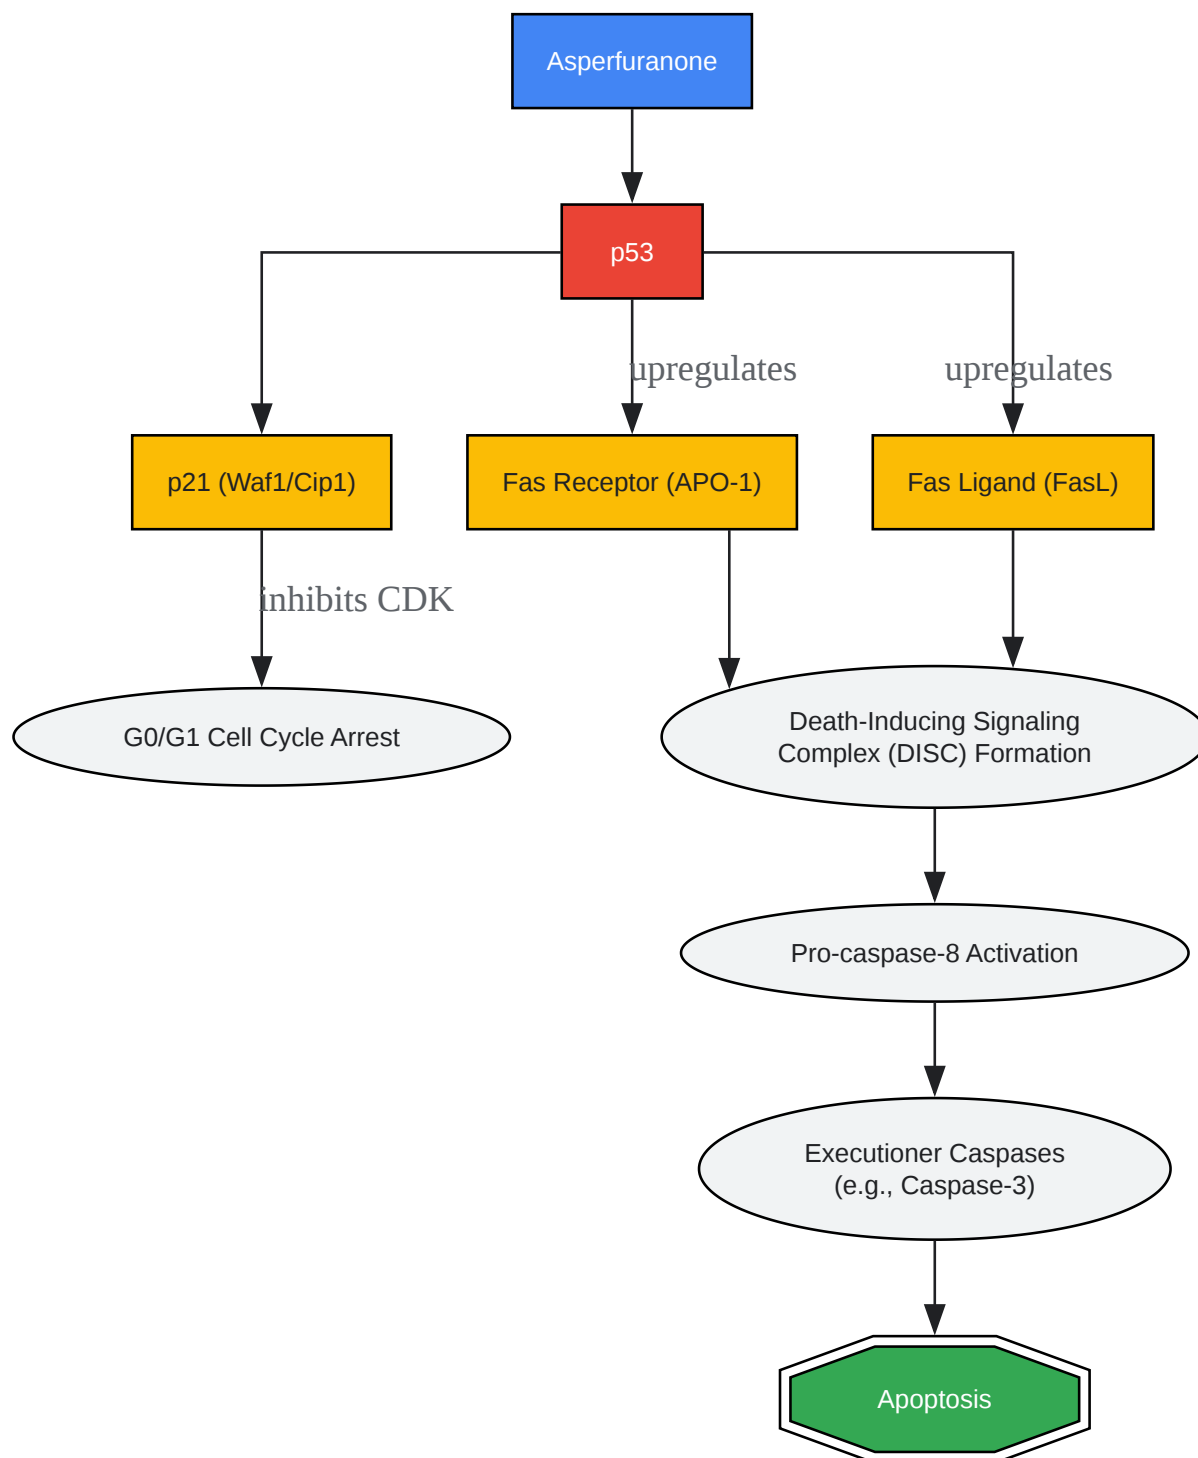 Asperfuranone
p53
upregulates
upregulates
p21 (Waf1/Cip1)
Fas Receptor (APO-1)
Fas Ligand (FasL)
inhibits CDK
G0/G1 Cell Cycle Arrest
Death-Inducing Signaling
Complex (DISC) Formation
Pro-caspase-8 Activation
Executioner Caspases
(e.g., Caspase-3)
Apoptosis